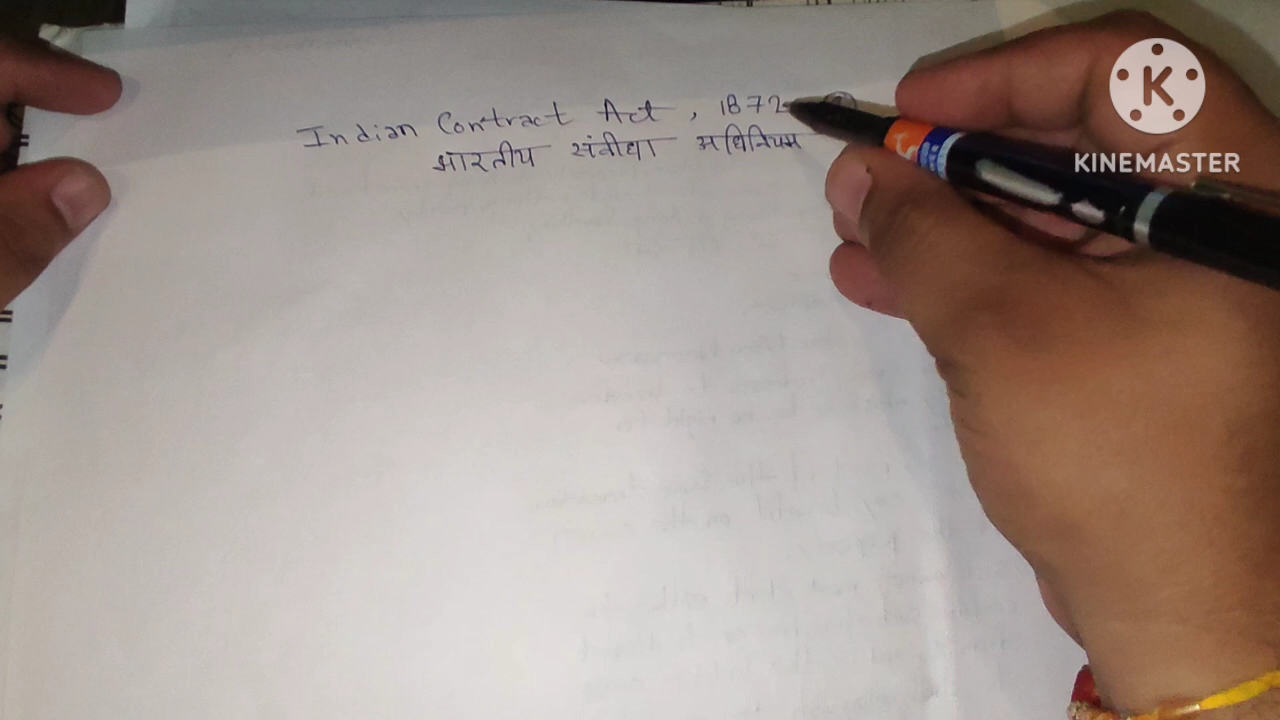 Indian Contract Act, 1872
भारतीय संवीधा अधिनियम
KINEMASTER